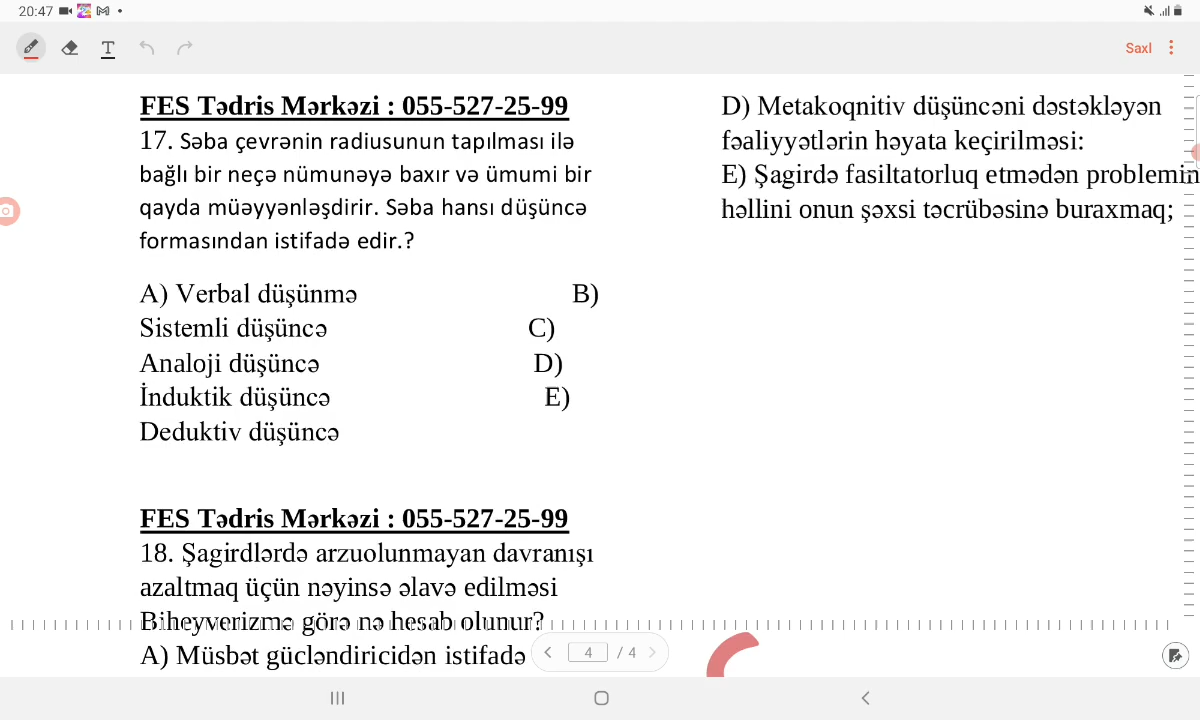 20:47
Saxl
FES Tədris Mərkəzi : 055-527-25-99
17. Səba çevrənin radiusunun tapılması ilə
bağlı bir neçə nümunəyə baxır və ümumi bir
qayda müəyyənləşdirir. Səba hansı düşüncə
formasından istifadə edir.?
A) Verbal düşünmə B)
Sistemli düşüncə C)
Analoji düşüncə D)
İnduktik düşüncə E)
Deduktiv düşüncə
FES Tədris Mərkəzi : 055-527-25-99
18. Şagirdlərdə arzuolunmayan davranışı
azaltmaq üçün nəyinsə əlavə edilməsi
Biheyverizmə görə nə hesab olunur?
A) Müsbət gücləndiricidən istifadə
D) Metakoqnitiv düşüncəni dəstəkləyən
fəaliyyətlərin həyata keçirilməsi:
E) Şagirdə fasiltatorluq etmədən problemin
həllini onun şəxsi təcrübəsinə buraxmaq;
4 / 4